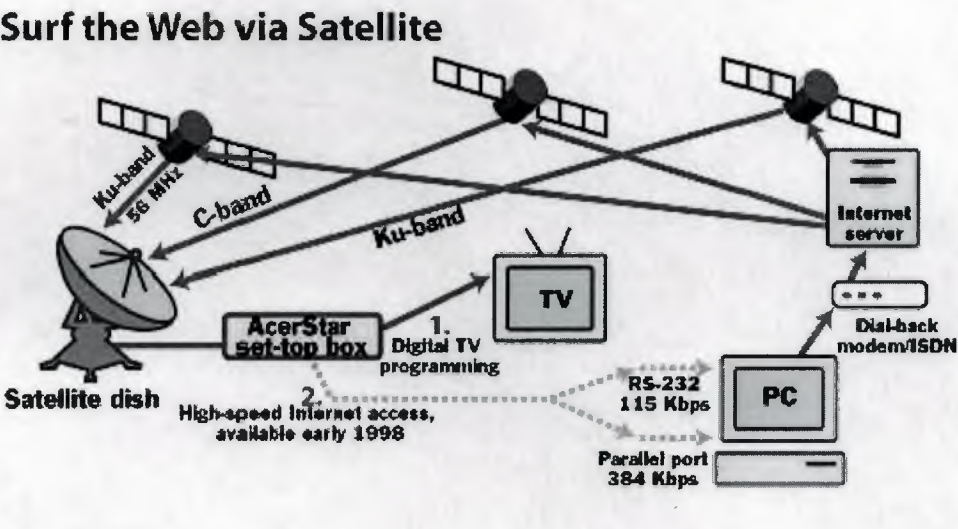 Surf the Web via Satellite
Ku-band
56 MHz
C-band
Ku-band
Internet
server
TV
AcerStar
set-top box
1.
Digital TV
programming
Dial-back
modem/ISDN
Satellite dish
2.
High-speed Internet access,
available early 1998
RS-232
115 Kbps
PC
Parallel port
384 Kbps